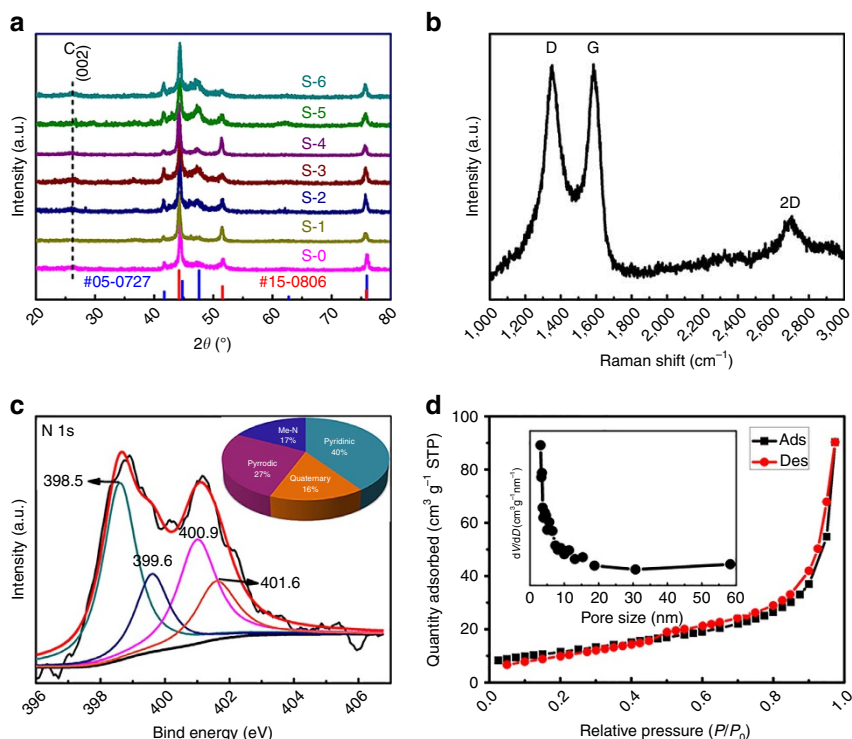 a
C
(002)
S-6
S-5
S-4
S-3
S-2
S-1
S-0
#05-0727
#15-0806
Intensity (a.u.)
20 30 40 50 60 70 80
2θ (°)
b
D
G
2D
Intensity (a.u.)
1,000 1,200 1,400 1,600 1,800 2,000 2,200 2,400 2,600 2,800 3,000
Raman shift (cm⁻¹)
c
N 1s
Me-N
17%
Pyridinic
40%
Pyrrodic
27%
Quaternary
16%
398.5
399.6
400.9
401.6
Intensity (a.u.)
396 398 400 402 404 406
Bind energy (eV)
d
100
80
60
40
20
0
Quantity adsorbed (cm³ g⁻¹ STP)
Ads
Des
dV/dD(cm³g⁻¹nm⁻¹)
0 10 20 30 40 50 60
Pore size (nm)
0.0 0.2 0.4 0.6 0.8 1.0
Relative pressure (P/P₀)